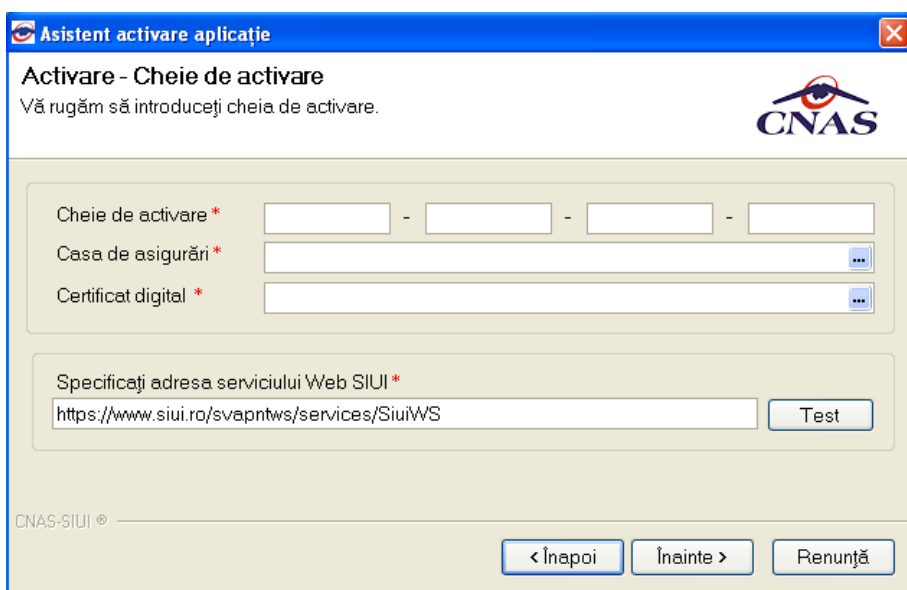 Asistent activare aplicație
Activare - Cheie de activare
Vă rugăm să introduceți cheia de activare.
CNAS
Cheie de activare * - - -
Casa de asigurări * ...
Certificat digital * ...
Specificați adresa serviciului Web SIUI *
https://www.siui.ro/svapntws/services/SiuiWS Test
CNAS-SIUI ®
< Înapoi Înainte > Renunță